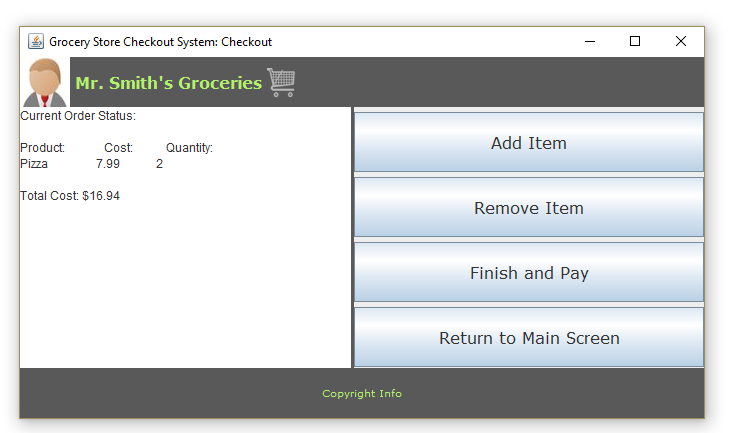 Grocery Store Checkout System: Checkout
Mr. Smith's Groceries
Current Order Status:
Product: Cost: Quantity:
Pizza 7.99 2
Total Cost: $16.94
Add Item
Remove Item
Finish and Pay
Return to Main Screen
Copyright Info